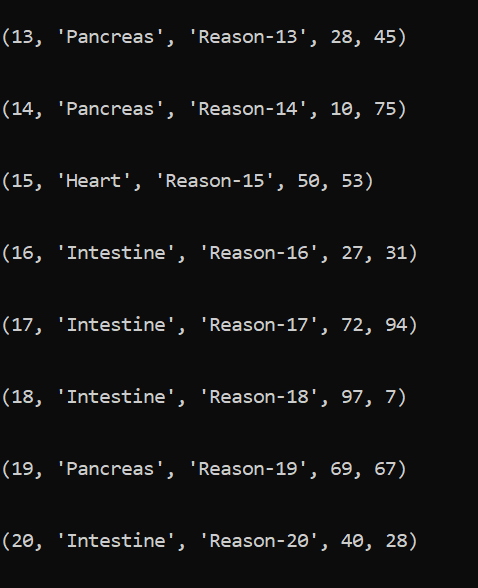 (13, 'Pancreas', 'Reason-13', 28, 45)
(14, 'Pancreas', 'Reason-14', 10, 75)
(15, 'Heart', 'Reason-15', 50, 53)
(16, 'Intestine', 'Reason-16', 27, 31)
(17, 'Intestine', 'Reason-17', 72, 94)
(18, 'Intestine', 'Reason-18', 97, 7)
(19, 'Pancreas', 'Reason-19', 69, 67)
(20, 'Intestine', 'Reason-20', 40, 28)